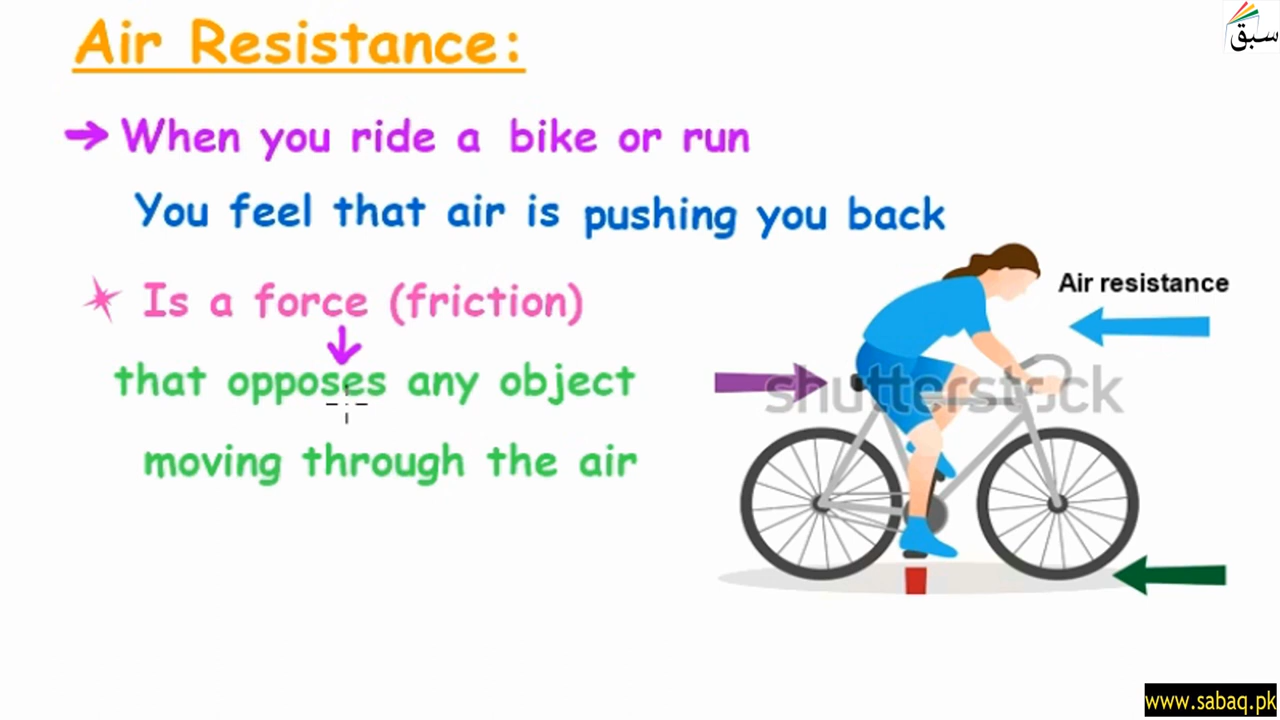 Air Resistance:
سبق
→ When you ride a bike or run
You feel that air is pushing you back
Is a force (friction)
Air resistance
that opposes any object
shutterstock
moving through the air
www.sabaq.pk